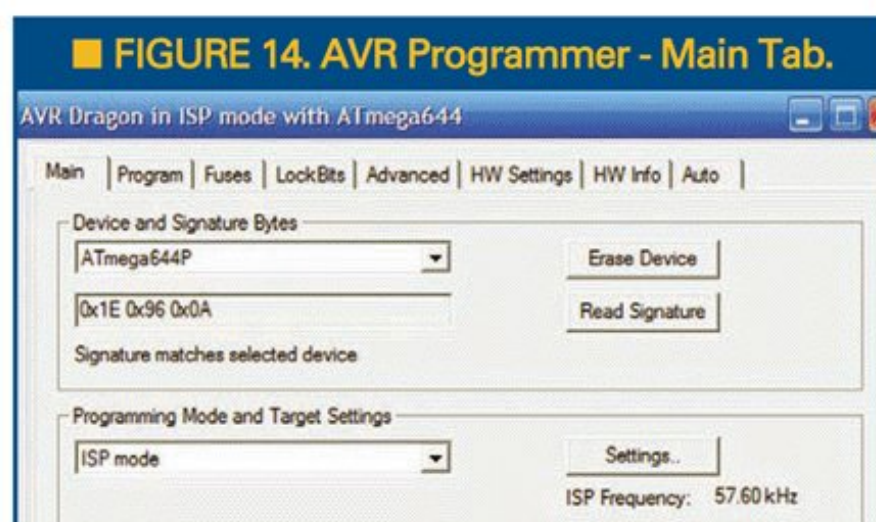 FIGURE 14. AVR Programmer - Main Tab.
AVR Dragon in ISP mode with ATmega644
Main Program Fuses LockBits Advanced HW Settings HW Info Auto
Device and Signature Bytes
ATmega644P Erase Device
0x1E 0x96 0x0A Read Signature
Signature matches selected device
Programming Mode and Target Settings
ISP mode Settings..
ISP Frequency: 57.60 kHz